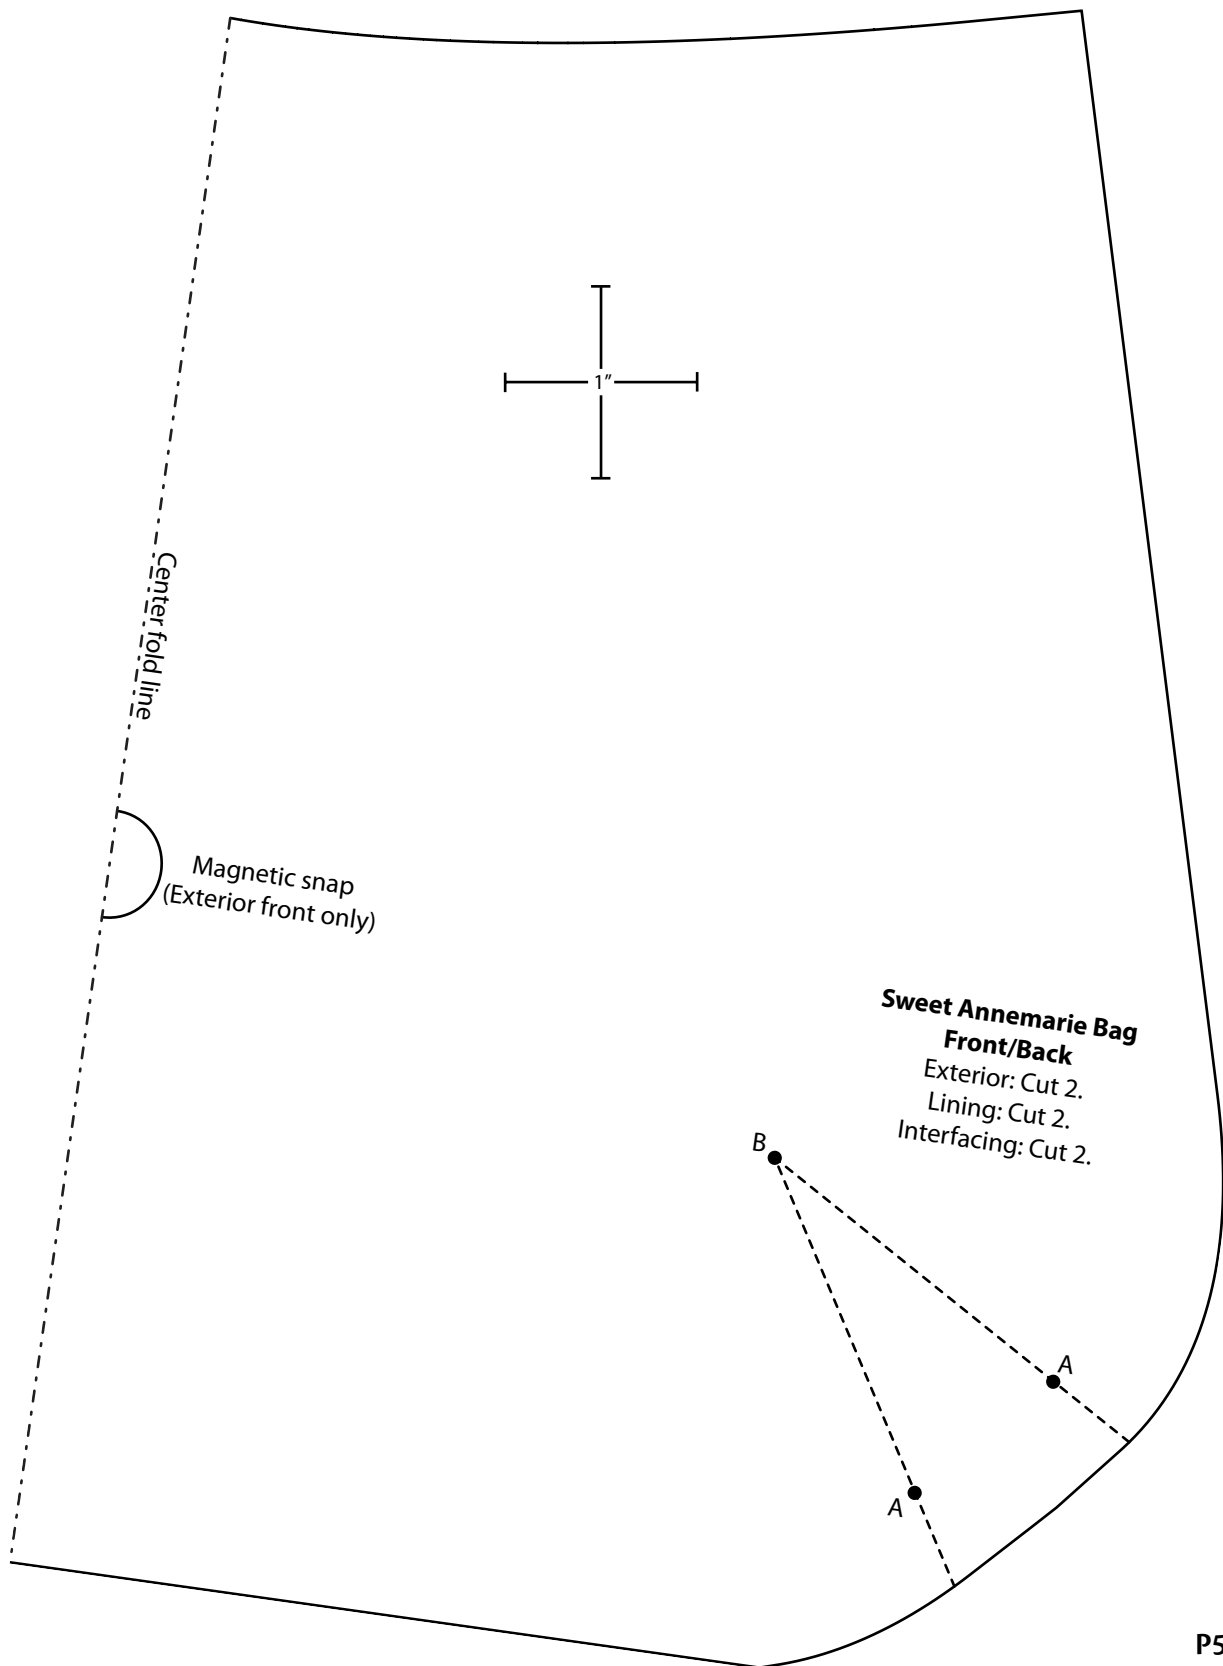 1″
Center fold line
Magnetic snap
(Exterior front only)
Sweet Annemarie Bag
Front/Back
Exterior: Cut 2.
Lining: Cut 2.
Interfacing: Cut 2.
B
A
A
P5